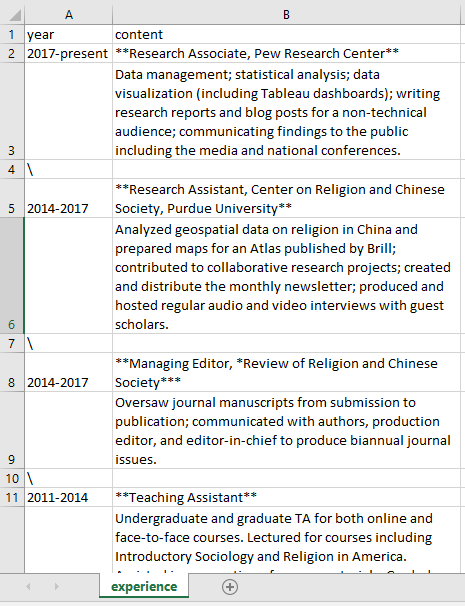 A B
1 year content
2 2017-present **Research Associate, Pew Research Center**
Data management; statistical analysis; data
visualization (including Tableau dashboards); writing
research reports and blog posts for a non-technical
audience; communicating findings to the public
3 including the media and national conferences.
4 \
**Research Assistant, Center on Religion and Chinese
5 2014-2017 Society, Purdue University**
Analyzed geospatial data on religion in China and
prepared maps for an Atlas published by Brill;
contributed to collaborative research projects; created
and distribute the monthly newsletter; produced and
hosted regular audio and video interviews with guest
6 scholars.
7 \
**Managing Editor, *Review of Religion and Chinese
8 2014-2017 Society***
Oversaw journal manuscripts from submission to
publication; communicated with authors, production
editor, and editor-in-chief to produce biannual journal
9 issues.
10 \
11 2011-2014 **Teaching Assistant**
Undergraduate and graduate TA for both online and
face-to-face courses. Lectured for courses including
Introductory Sociology and Religion in America.
experience